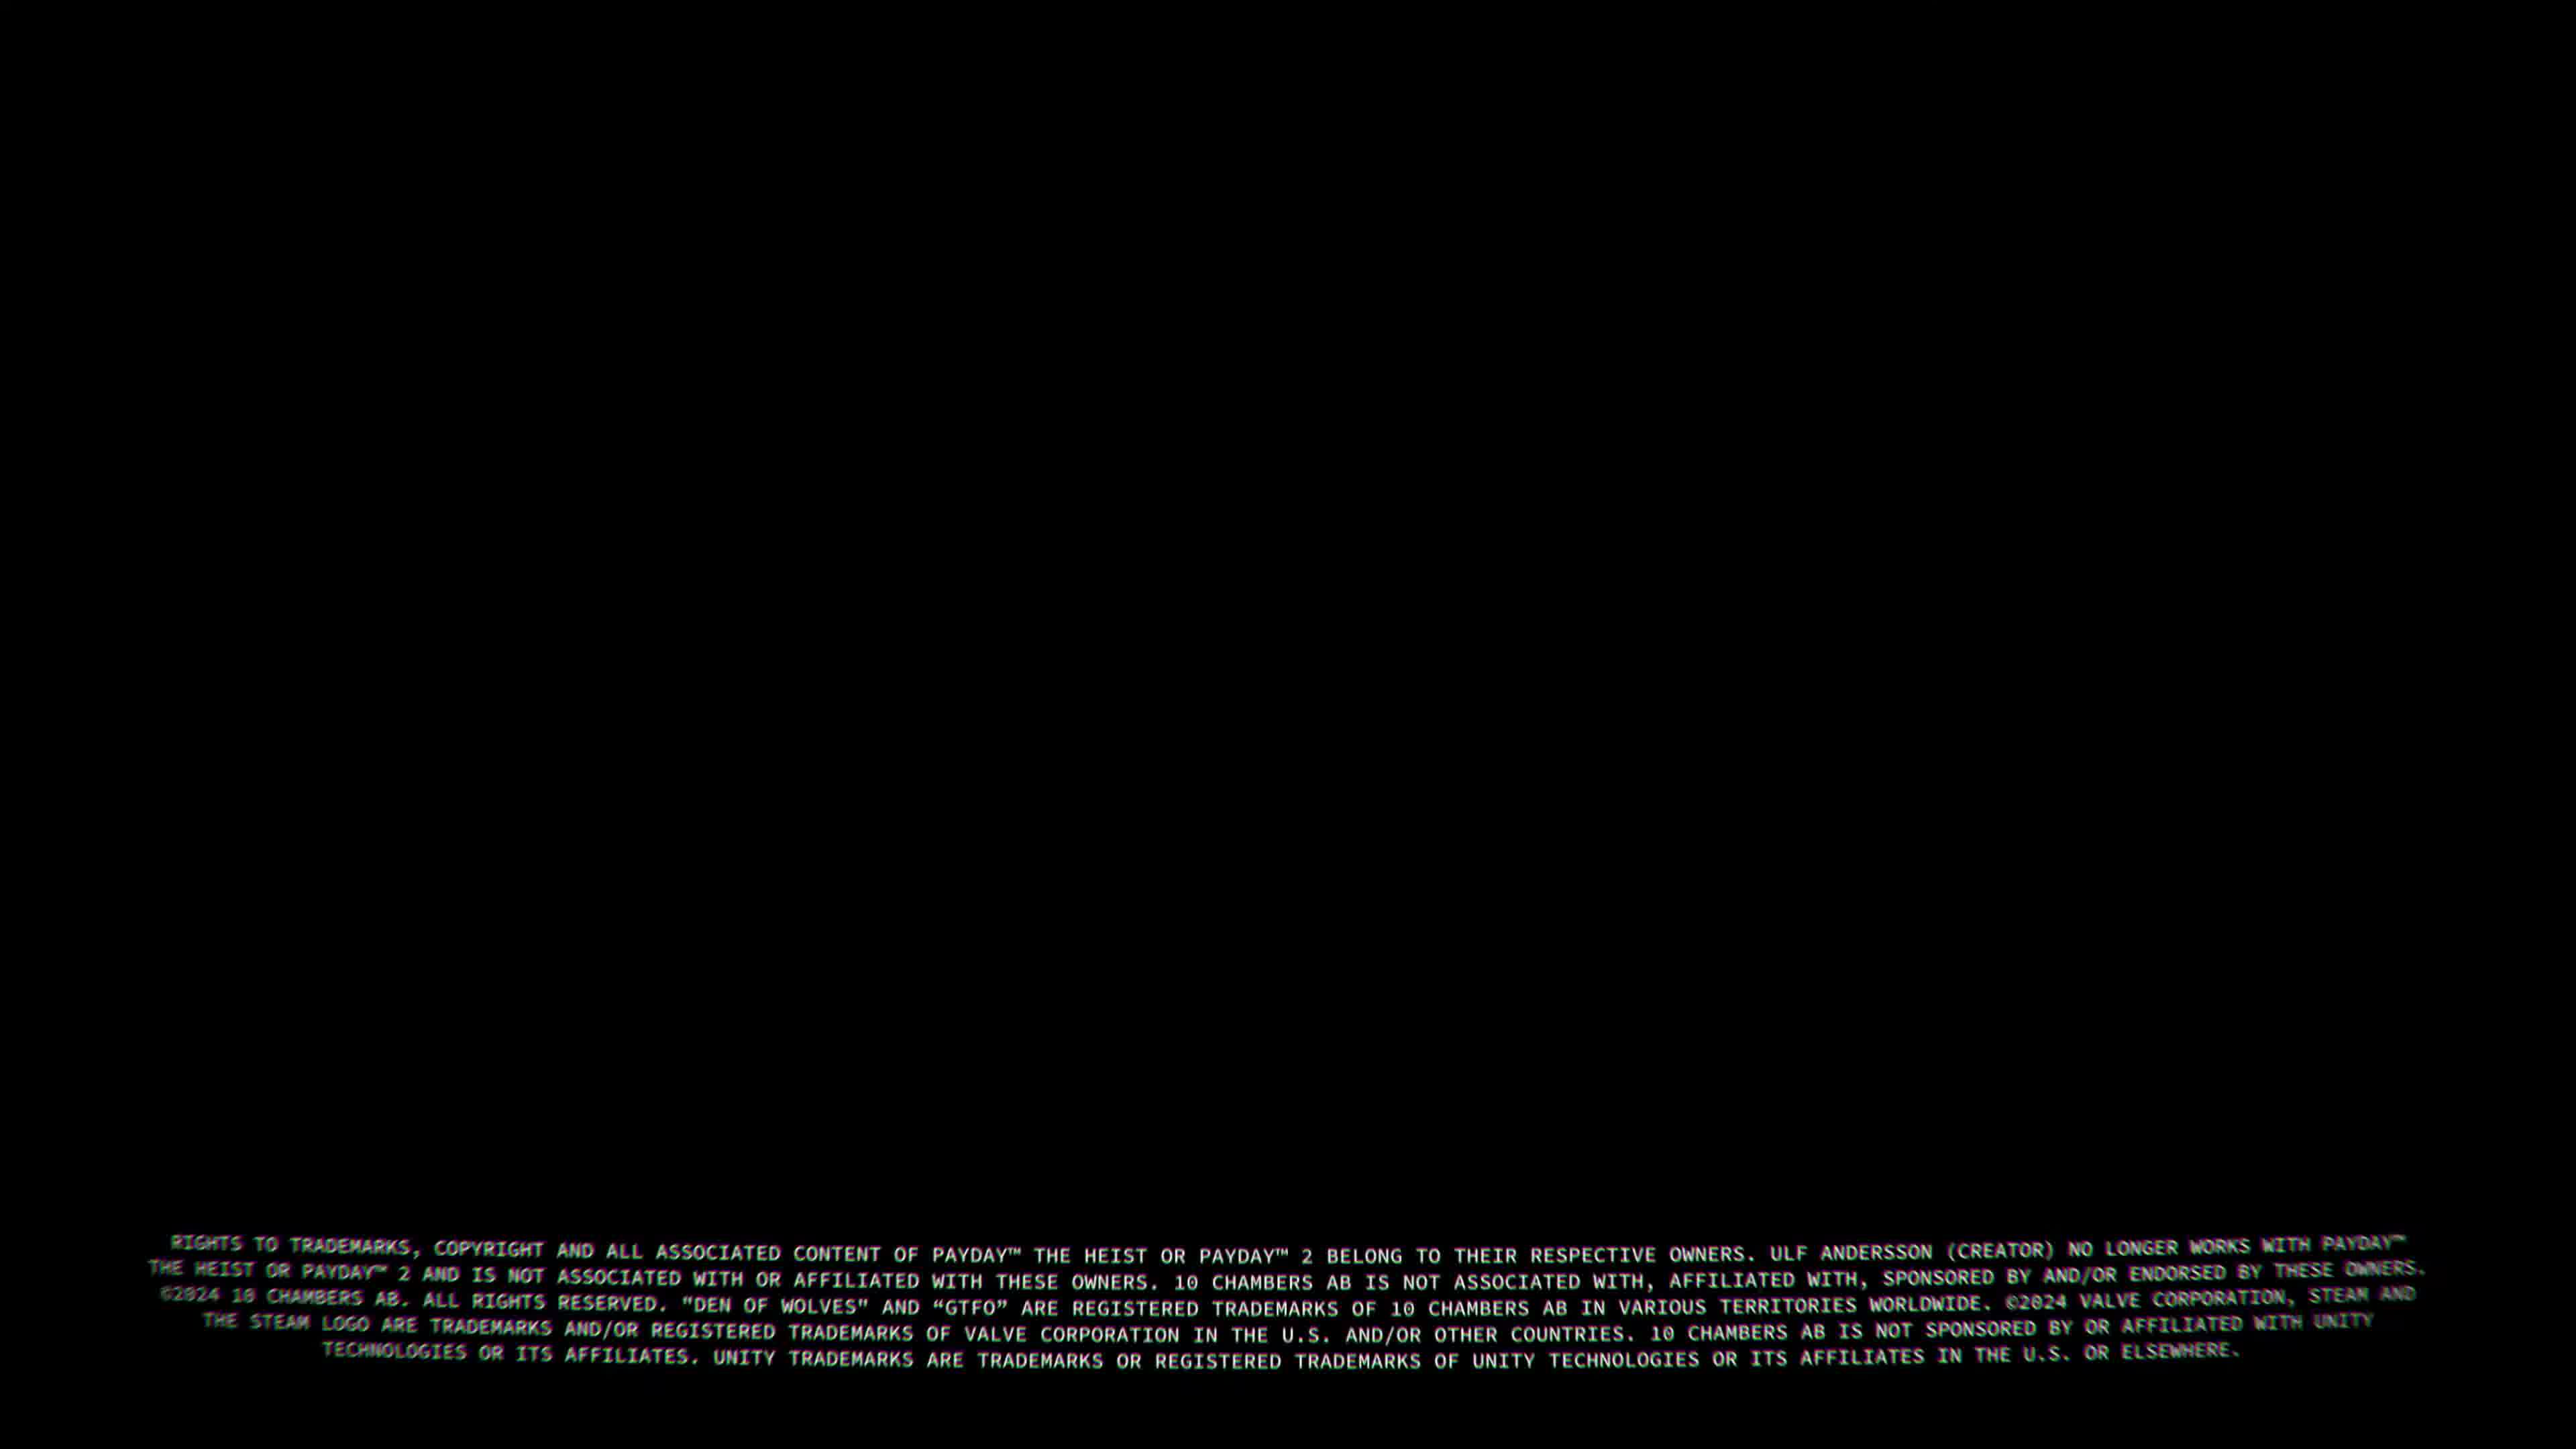 RIGHTS TO TRADEMARKS, COPYRIGHT AND ALL ASSOCIATED CONTENT OF PAYDAY™ THE HEIST OR PAYDAY™ 2 BELONG TO THEIR RESPECTIVE OWNERS. ULF ANDERSSON (CREATOR) NO LONGER WORKS WITH PAYDAY™
THE HEIST OR PAYDAY™ 2 AND IS NOT ASSOCIATED WITH OR AFFILIATED WITH THESE OWNERS. 10 CHAMBERS AB IS NOT ASSOCIATED WITH, AFFILIATED WITH, SPONSORED BY AND/OR ENDORSED BY THESE OWNERS.
©2024 10 CHAMBERS AB. ALL RIGHTS RESERVED. "DEN OF WOLVES" AND “GTFO” ARE REGISTERED TRADEMARKS OF 10 CHAMBERS AB IN VARIOUS TERRITORIES WORLDWIDE. ©2024 VALVE CORPORATION, STEAM AND
THE STEAM LOGO ARE TRADEMARKS AND/OR REGISTERED TRADEMARKS OF VALVE CORPORATION IN THE U.S. AND/OR OTHER COUNTRIES. 10 CHAMBERS AB IS NOT SPONSORED BY OR AFFILIATED WITH UNITY
TECHNOLOGIES OR ITS AFFILIATES. UNITY TRADEMARKS ARE TRADEMARKS OR REGISTERED TRADEMARKS OF UNITY TECHNOLOGIES OR ITS AFFILIATES IN THE U.S. OR ELSEWHERE.